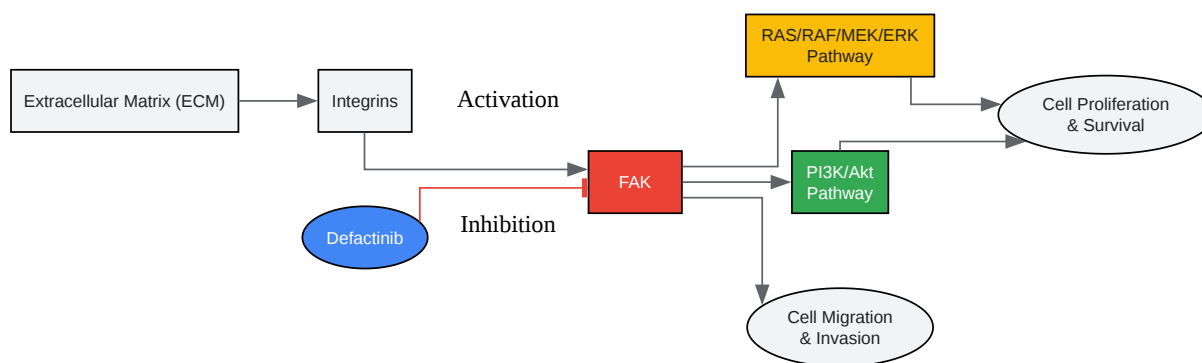 RAS/RAF/MEK/ERK
Pathway
Extracellular Matrix (ECM)
Integrins
Activation
Cell Proliferation
& Survival
FAK
PI3K/Akt
Pathway
Inhibition
Defactinib
Cell Migration
& Invasion